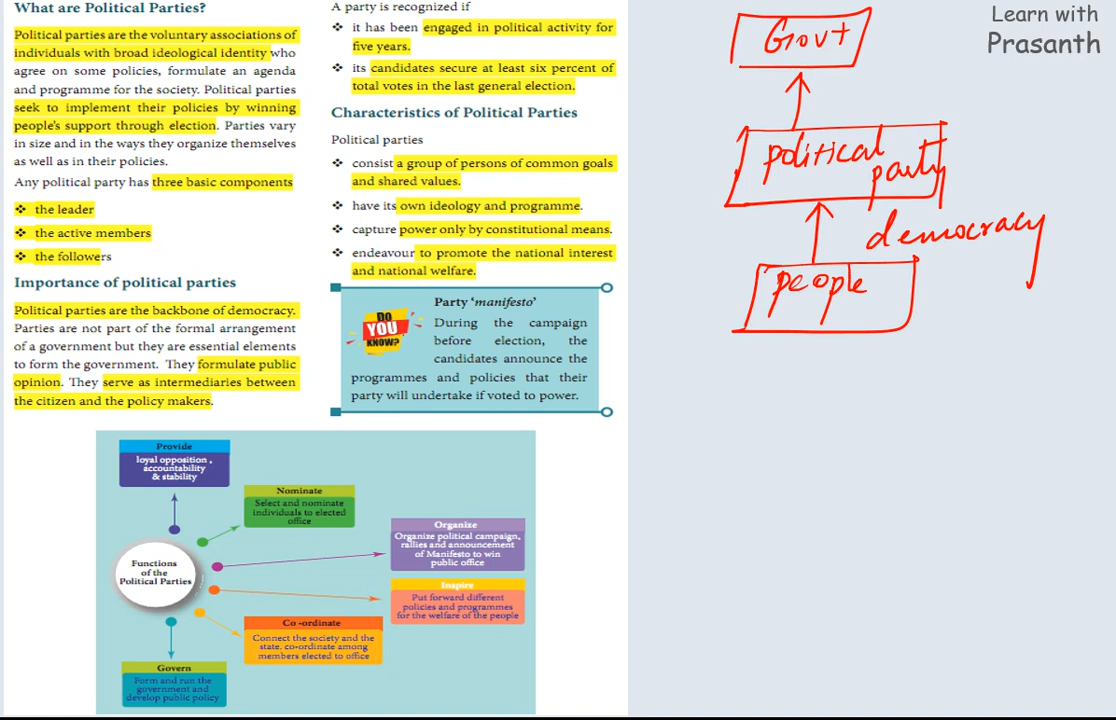 What are Political Parties?
Political parties are the voluntary associations of
individuals with broad ideological identity who
agree on some policies, formulate an agenda
and programme for the society. Political parties
seek to implement their policies by winning
people's support through election. Parties vary
in size and in the ways they organize themselves
as well as in their policies.
Any political party has three basic components
❖ the leader
❖ the active members
❖ the followers
Importance of political parties
Political parties are the backbone of democracy.
Parties are not part of the formal arrangement
of a government but they are essential elements
to form the government. They formulate public
opinion. They serve as intermediaries between
the citizen and the policy makers.
A party is recognized if
❖ it has been engaged in political activity for
five years.
❖ its candidates secure at least six percent of
total votes in the last general election.
Characteristics of Political Parties
Political parties
❖ consist a group of persons of common goals
and shared values.
❖ have its own ideology and programme.
❖ capture power only by constitutional means.
❖ endeavour to promote the national interest
and national welfare.
DO
YOU
KNOW?
Party 'manifesto'
During the campaign
before election, the
candidates announce the
programmes and policies that their
party will undertake if voted to power.
Provide
loyal opposition ,
accountability
& stability
Nominate
Select and nominate
individuals to elected
office
Organize
Organize political campaign,
rallies and announcement
of Manifesto to win
public office
Functions
of the
Political Parties
Inspire
Put forward different
policies and programmes
for the welfare of the people
Co -ordinate
Connect the society and the
state, co-ordinate among
members elected to office
Govern
Form and run the
government and
develop public policy
Learn with
Prasanth
Govt
political
party
democracy
people